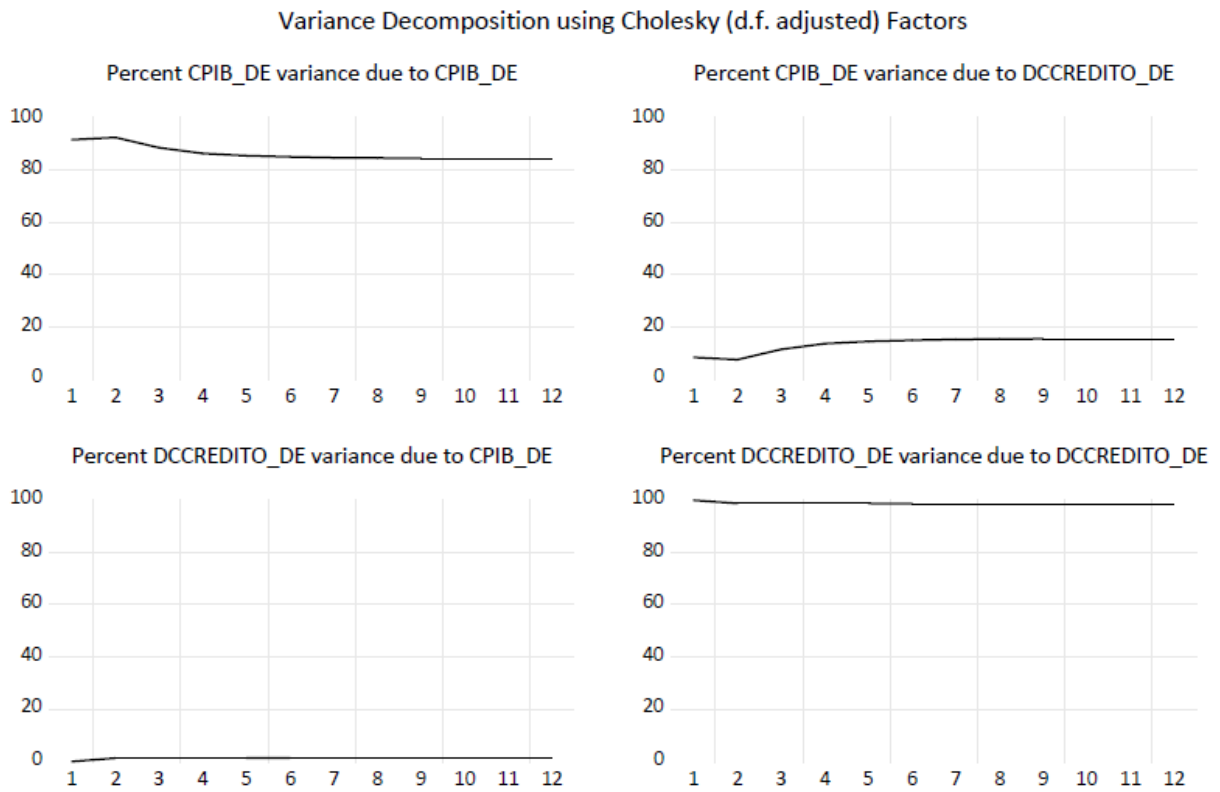 Variance Decomposition using Cholesky (d.f. adjusted) Factors
Percent CPIB_DE variance due to CPIB_DE
100
80
60
40
20
0
1 2 3 4 5 6 7 8 9 10 11 12
Percent CPIB_DE variance due to DCCREDITO_DE
100
80
60
40
20
0
1 2 3 4 5 6 7 8 9 10 11 12
Percent DCCREDITO_DE variance due to CPIB_DE
100
80
60
40
20
0
1 2 3 4 5 6 7 8 9 10 11 12
Percent DCCREDITO_DE variance due to DCCREDITO_DE
100
80
60
40
20
0
1 2 3 4 5 6 7 8 9 10 11 12